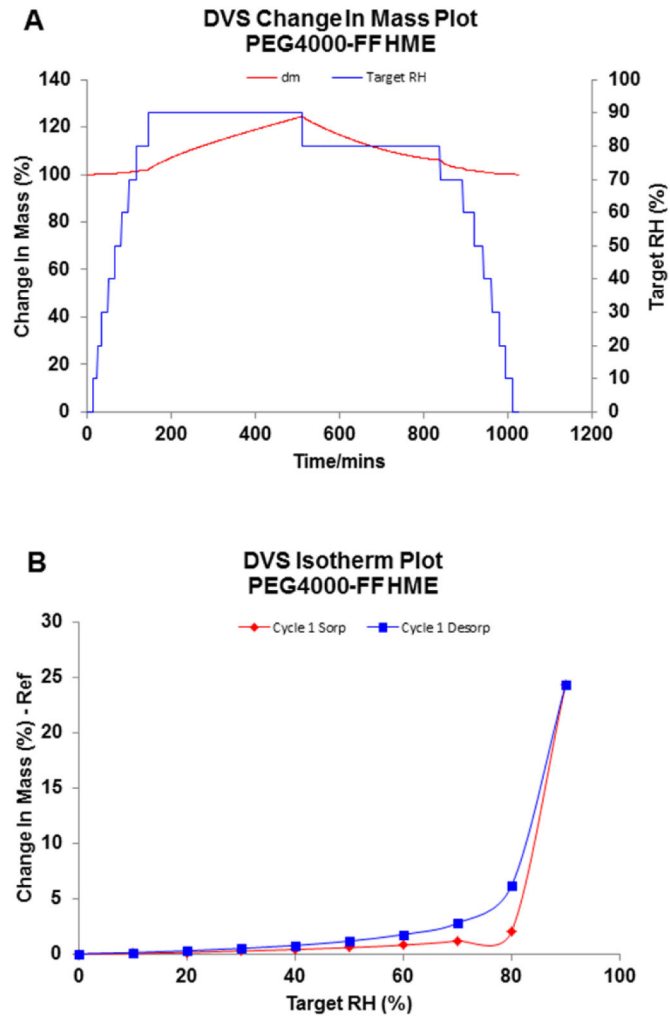 A
DVS Change In Mass Plot
PEG4000-FFHME
dm
Target RH
140
120
100
80
60
40
20
0
Change In Mass (%)
100
90
80
70
60
50
40
30
20
10
0
Target RH (%)
0 200 400 600 800 1000 1200
Time/mins
B
DVS Isotherm Plot
PEG4000-FFHME
Cycle 1 Sorp
Cycle 1 Desorp
30
25
20
15
10
5
0
Change In Mass (%) - Ref
0 20 40 60 80 100
Target RH (%)